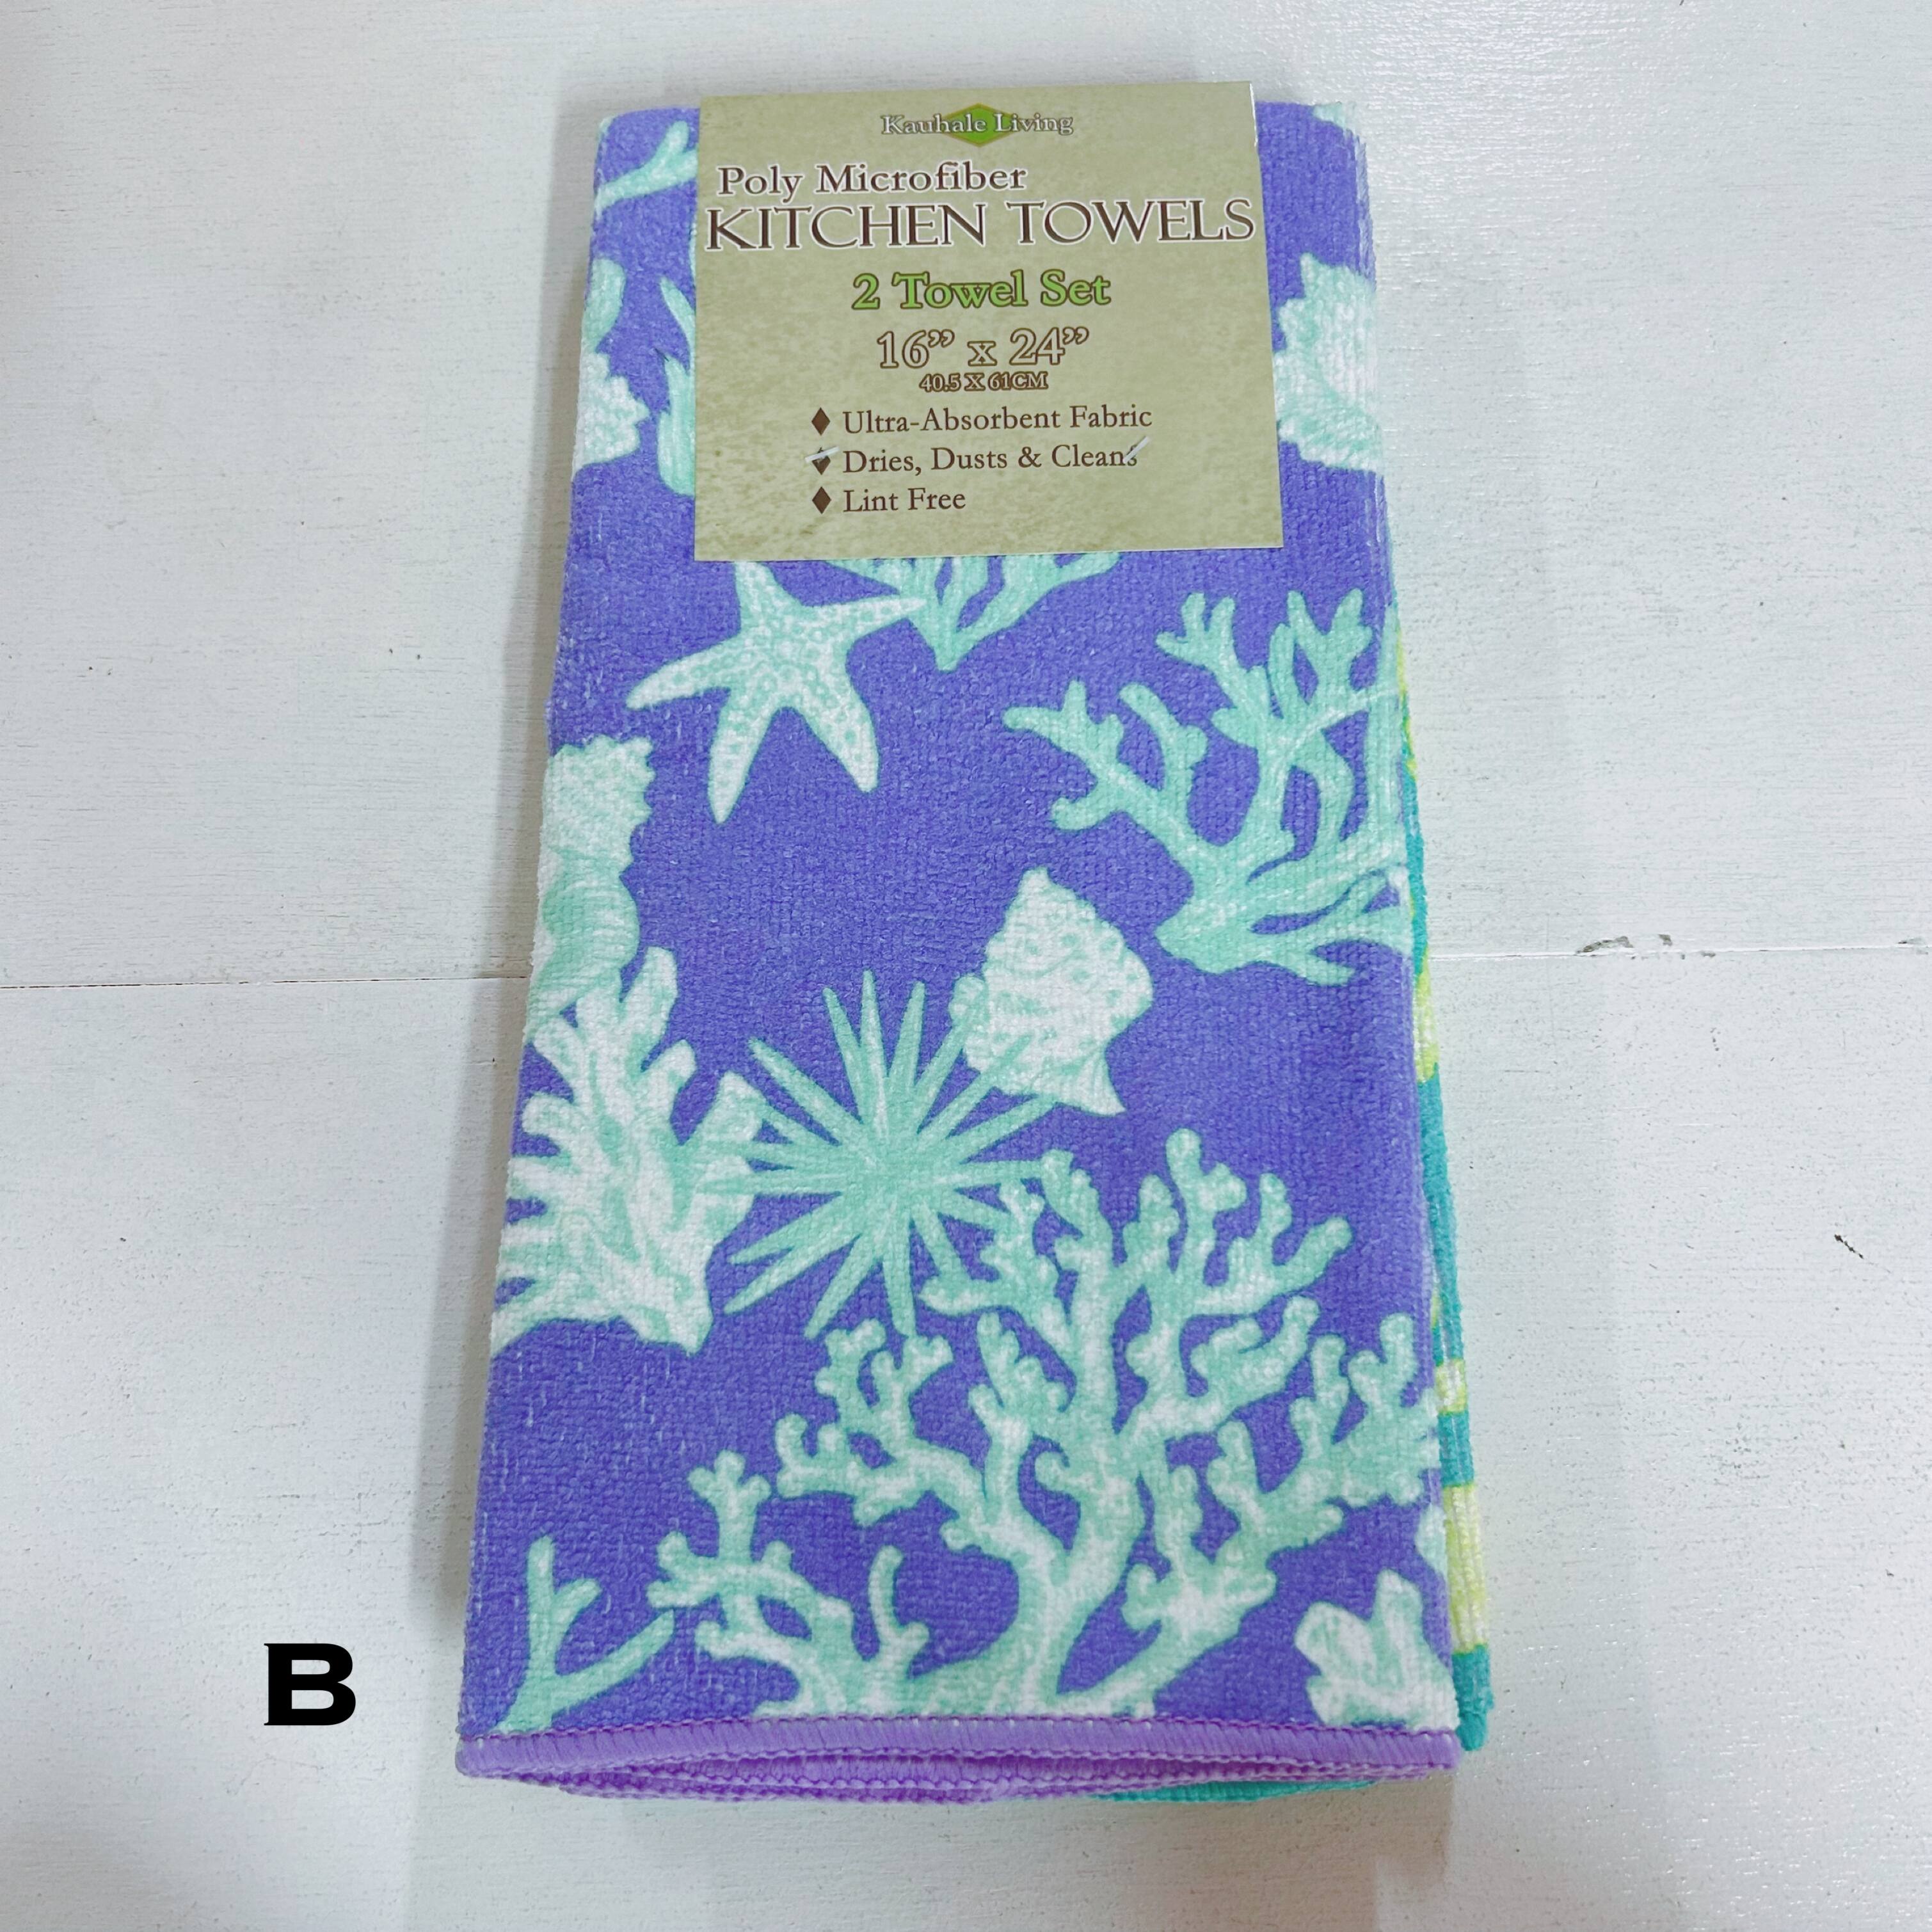 Kauhale Living
Poly Microfiber
KITCHEN TOWELS
2 Towel Set
16” x 24”
40.5 X 61CM
♦ Ultra-Absorbent Fabric
♦ Dries, Dusts & Cleans
♦ Lint Free
B